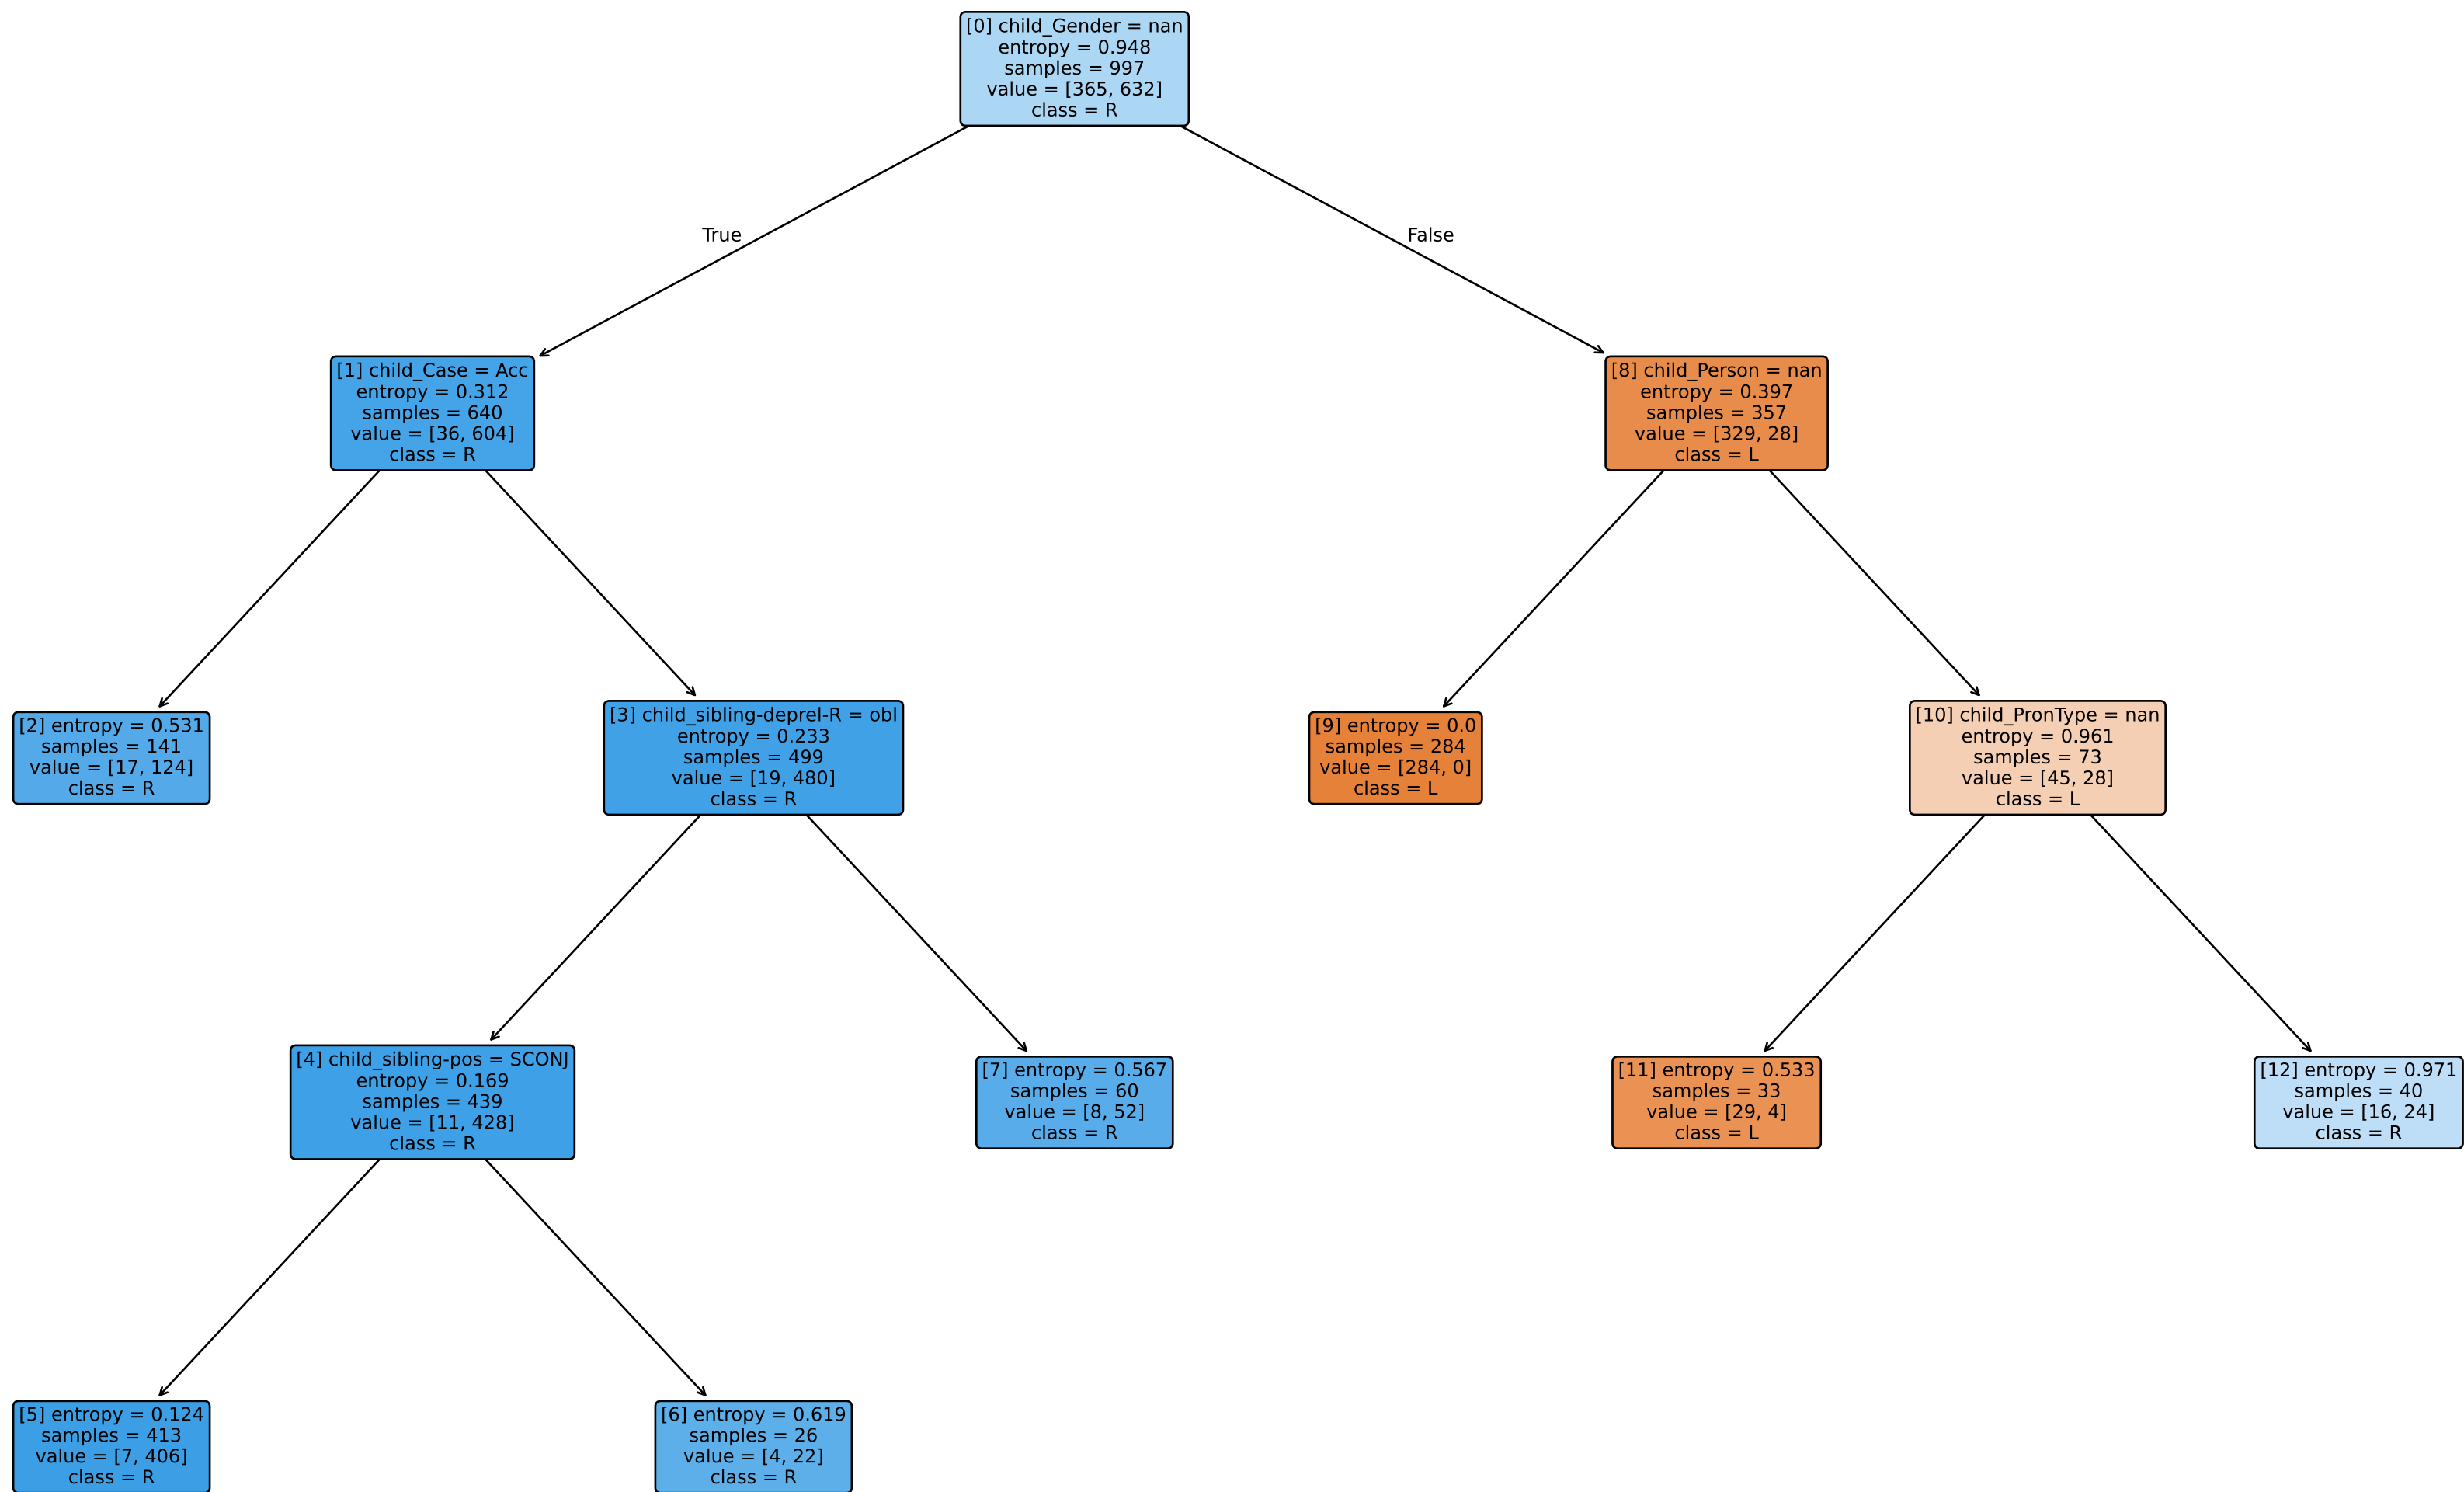 [0] child_Gender = nan
entropy = 0.948
samples = 997
value = [365, 632]
class = R
True
False
[1] child_Case = Acc
entropy = 0.312
samples = 640
value = [36, 604]
class = R
[8] child_Person = nan
entropy = 0.397
samples = 357
value = [329, 28]
class = L
[2] entropy = 0.531
samples = 141
value = [17, 124]
class = R
[3] child_sibling-deprel-R = obl
entropy = 0.233
samples = 499
value = [19, 480]
class = R
[9] entropy = 0.0
samples = 284
value = [284, 0]
class = L
[10] child_PronType = nan
entropy = 0.961
samples = 73
value = [45, 28]
class = L
[4] child_sibling-pos = SCONJ
entropy = 0.169
samples = 439
value = [11, 428]
class = R
[7] entropy = 0.567
samples = 60
value = [8, 52]
class = R
[11] entropy = 0.533
samples = 33
value = [29, 4]
class = L
[12] entropy = 0.971
samples = 40
value = [16, 24]
class = R
[5] entropy = 0.124
samples = 413
value = [7, 406]
class = R
[6] entropy = 0.619
samples = 26
value = [4, 22]
class = R